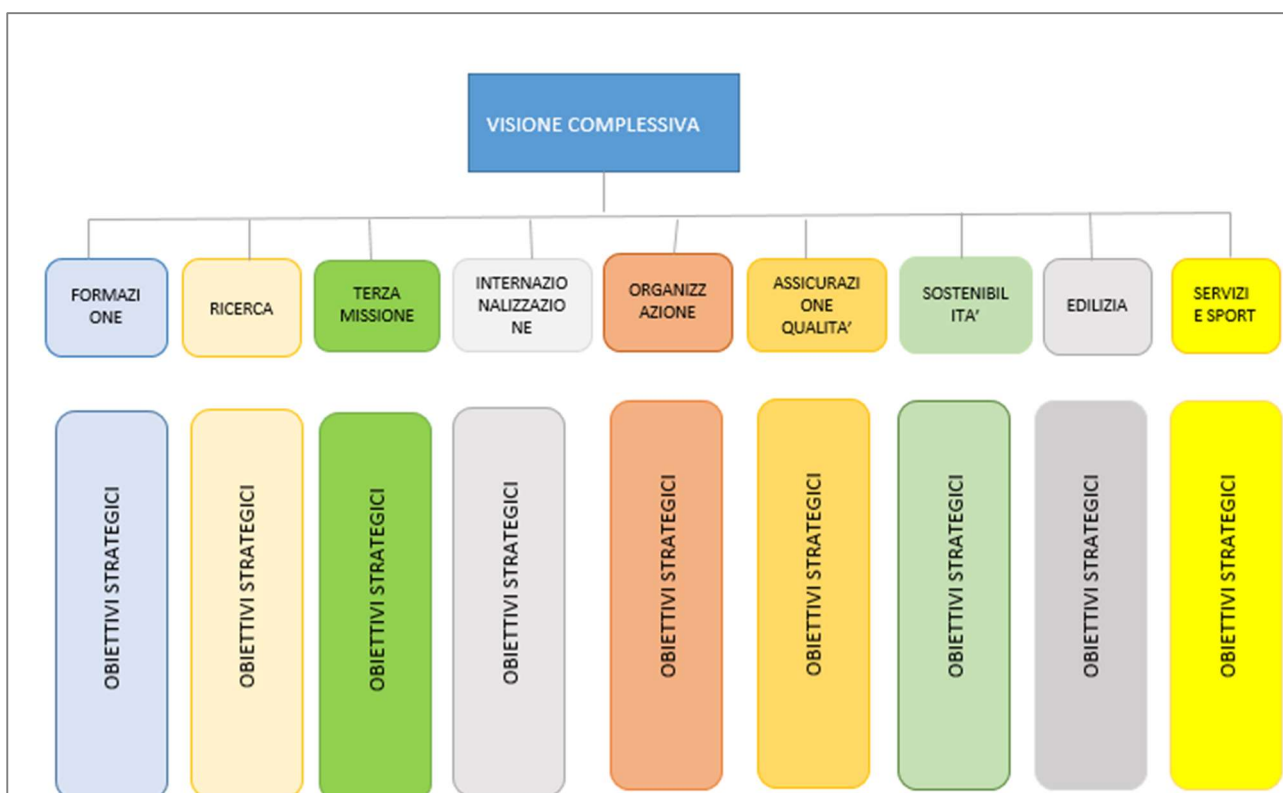 VISIONE COMPLESSIVA
FORMAZI
ONE
RICERCA
TERZA
MISSIONE
INTERNAZIO
NALIZZAZIO
NE
ORGANIZZ
AZIONE
ASSICURAZI
ONE
QUALITA’
SOSTENIBIL
ITA’
EDILIZIA
SERVIZI
E SPORT
OBIETTIVI STRATEGICI
OBIETTIVI STRATEGICI
OBIETTIVI STRATEGICI
OBIETTIVI STRATEGICI
OBIETTIVI STRATEGICI
OBIETTIVI STRATEGICI
OBIETTIVI STRATEGICI
OBIETTIVI STRATEGICI
OBIETTIVI STRATEGICI